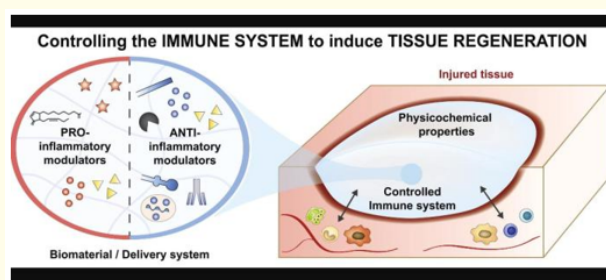 Controlling the IMMUNE SYSTEM to induce TISSUE REGENERATION
PRO-
inflammatory
modulators
ANTI-
inflammatory
modulators
Biomaterial / Delivery system
Injured tissue
Physicochemical
properties
Controlled
Immune system